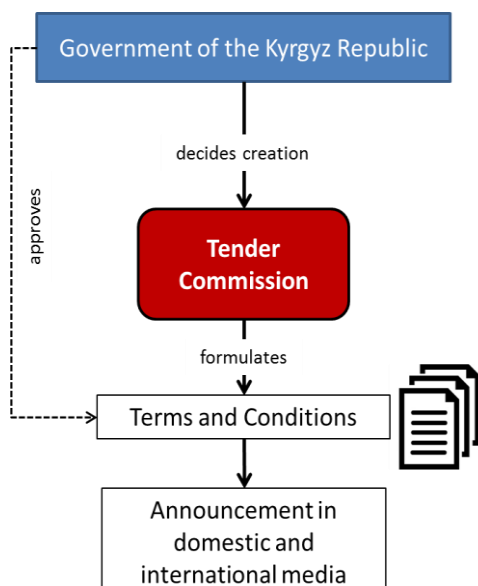 Government of the Kyrgyz Republic
decides creation
approves
Tender
Commission
formulates
Terms and Conditions
Announcement in
domestic and
international media